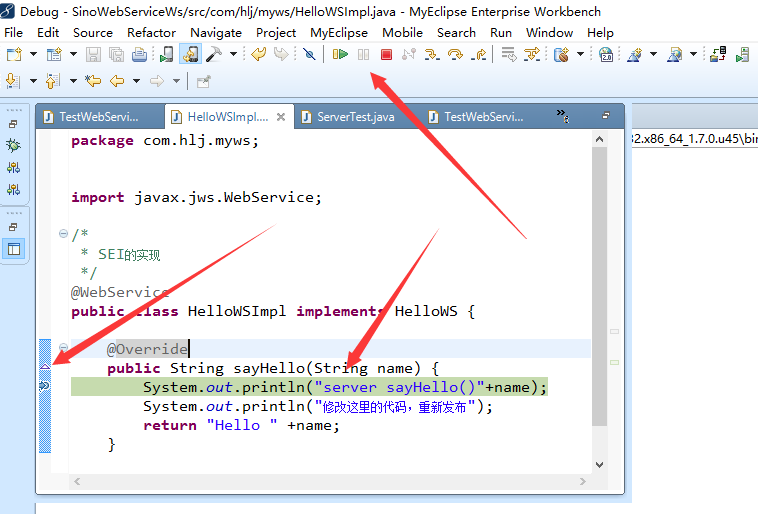 Debug - SinoWebServiceWs/src/com/hlj/myws/HelloWSImpl.java - MyEclipse Enterprise Workbench
File Edit Source Refactor Navigate Project MyEclipse Mobile Search Run Window Help
2.0
TestWebServi... HelloWSImpl.... ServerTest.java TestWebServi... »
32.x86_64_1.7.0.u45\bin
package com.hlj.myws;
import javax.jws.WebService;
/*
* SEI的实现
*/
@WebService
public class HelloWSImpl implements HelloWS {
@Override
public String sayHello(String name) {
System.out.println("server sayHello()"+name);
System.out.println("修改这里的代码，重新发布");
return "Hello " +name;
}